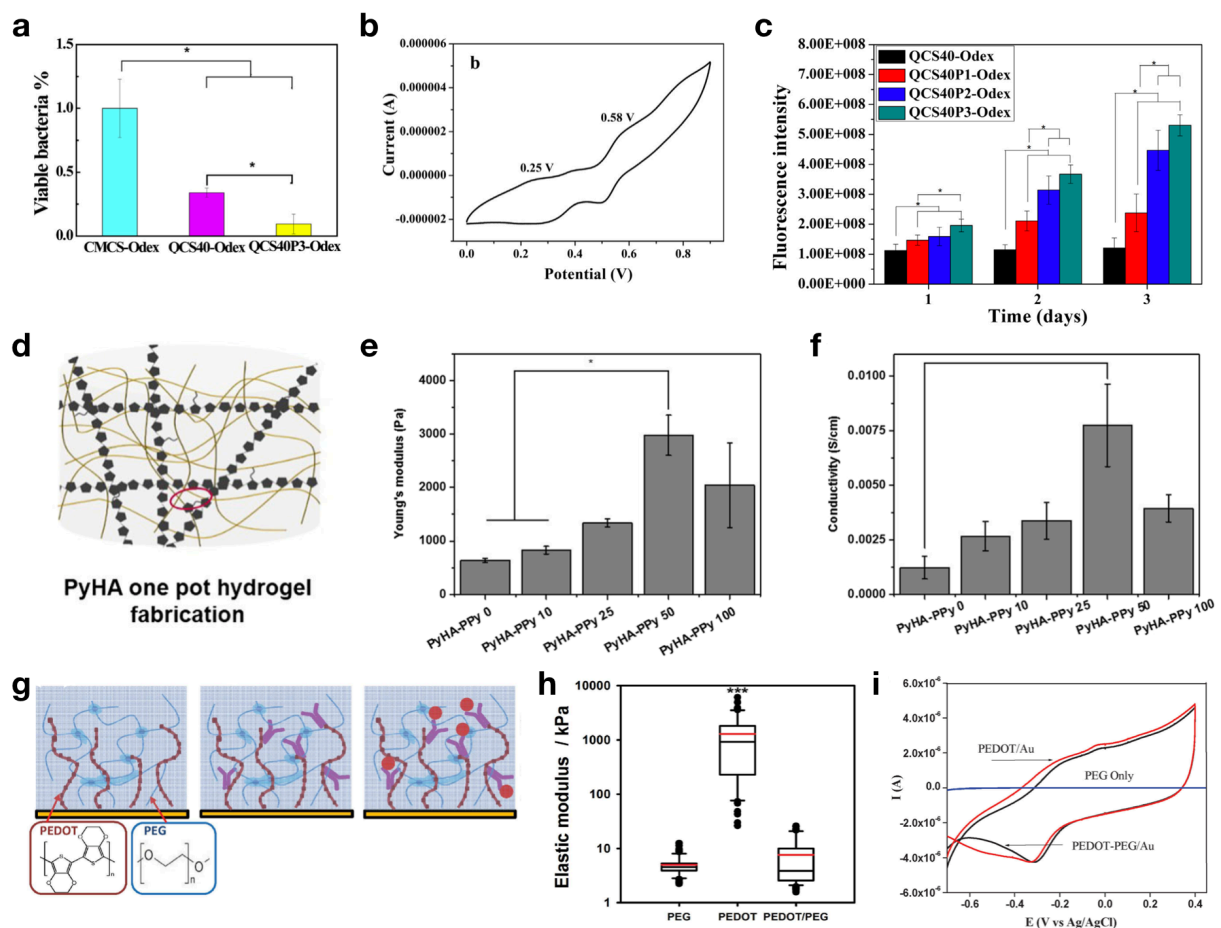 a
Viable bacteria %
1.5
1.0
0.5
0.0
*
*
CMCS-Odex QCS40-Odex QCS40P3-Odex
b
b
Current (A)
0.000006
0.000004
0.000002
0.000000
-0.000002
0.25 V
0.58 V
0.0 0.2 0.4 0.6 0.8
Potential (V)
c
Fluorescence intensity
8.00E+008
7.00E+008
6.00E+008
5.00E+008
4.00E+008
3.00E+008
2.00E+008
1.00E+008
0.00E+000
QCS40-Odex
QCS40P1-Odex
QCS40P2-Odex
QCS40P3-Odex
* *
* *
* *
1 2 3
Time (days)
d
PyHA one pot hydrogel
fabrication
e
Young's modulus (Pa)
4000
3000
2000
1000
0
*
PyHA-PPy 0
PyHA-PPy 10
PyHA-PPy 25
PyHA-PPy 50
PyHA-PPy 100
f
Conductivity (S/cm)
0.0100
0.0075
0.0050
0.0025
0.0000
PyHA-PPy 0
PyHA-PPy 10
PyHA-PPy 25
PyHA-PPy 50
PyHA-PPy 100
g
PEDOT
O O
S
S
O O
n
PEG
O
O
n
h
Elastic modulus / kPa
10000
1000
100
10
1
***
PEG PEDOT PEDOT/PEG
i
I (A)
6.0x10⁻⁶
4.0x10⁻⁶
2.0x10⁻⁶
0.0
-2.0x10⁻⁶
-4.0x10⁻⁶
-6.0x10⁻⁶
PEDOT/Au
PEG Only
PEDOT-PEG/Au
-0.6 -0.4 -0.2 0.0 0.2 0.4
E (V vs Ag/AgCl)